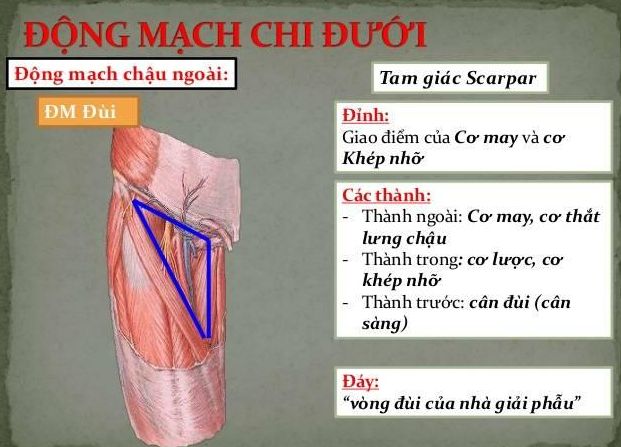 ĐỘNG MẠCH CHI DƯỚI
Động mạch chậu ngoài:
ĐM Đùi
Tam giác Scarpar
Đỉnh:
Giao điểm của Cơ may và cơ
Khép nhỡ
Các thành:
- Thành ngoài: Cơ may, cơ thắt
lưng chậu
- Thành trong: cơ lược, cơ
khép nhỡ
- Thành trước: cân đùi (cân
sàng)
Đáy:
“vòng đùi của nhà giải phẫu”